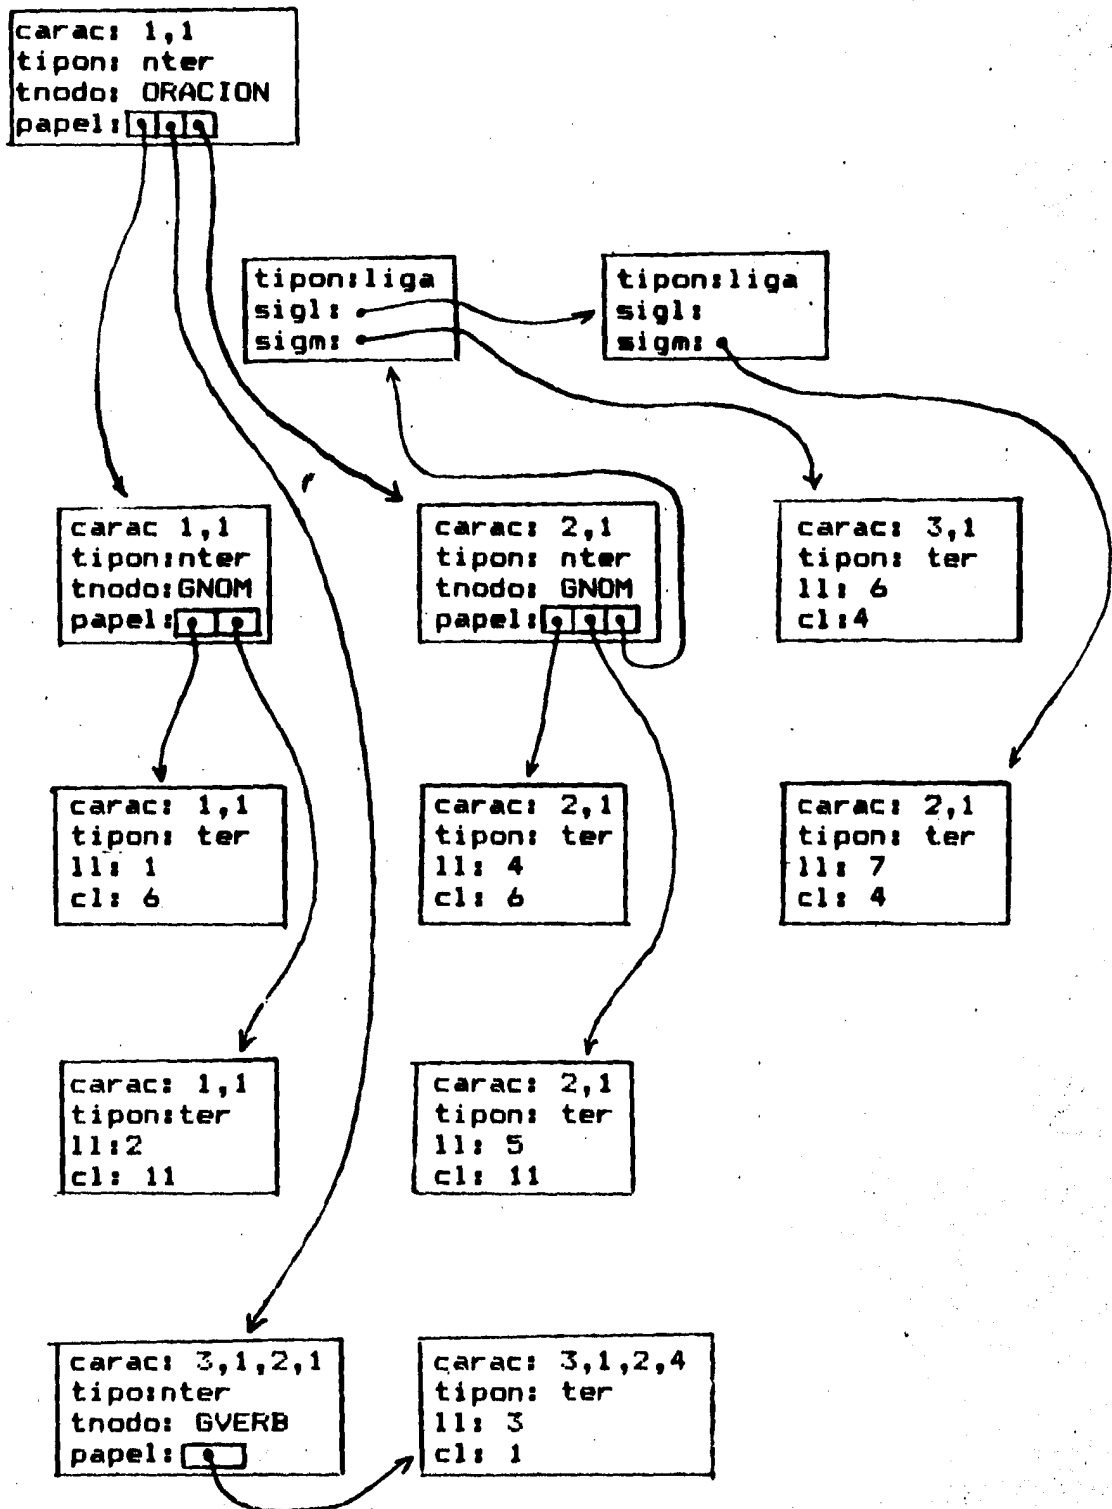 carac: 1,1
tipon: nter
tnodo: ORACION
papel:
tipon:liga
sigl:
sigm:
tipon:liga
sigl:
sigm:
carac 1,1
tipon:nter
tnodo:GNOM
papel:
carac: 2,1
tipon: nter
tnodo: GNOM
papel:
carac: 3,1
tipon: ter
ll: 6
cl:4
carac: 1,1
tipon: ter
ll: 1
cl: 6
carac: 2,1
tipon: ter
ll: 4
cl: 6
carac: 2,1
tipon: ter
ll: 7
cl: 4
carac: 1,1
tipon:ter
ll:2
cl: 11
carac: 2,1
tipon: ter
ll: 5
cl: 11
carac: 3,1,2,1
tipo:nter
tnodo: GVERB
papel:
carac: 3,1,2,4
tipon: ter
ll: 3
cl: 1